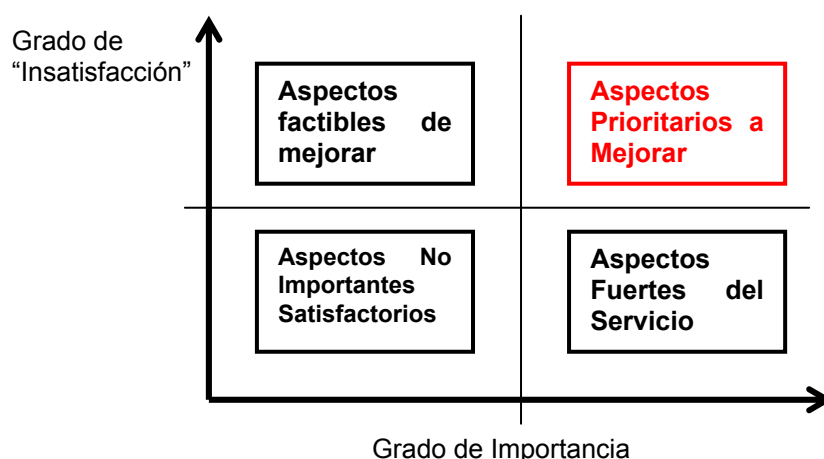 Grado de
“Insatisfacción”
Aspectos
factibles de
mejorar
Aspectos
Prioritarios a
Mejorar
Aspectos No
Importantes
Satisfactorios
Aspectos
Fuertes del
Servicio
Grado de Importancia